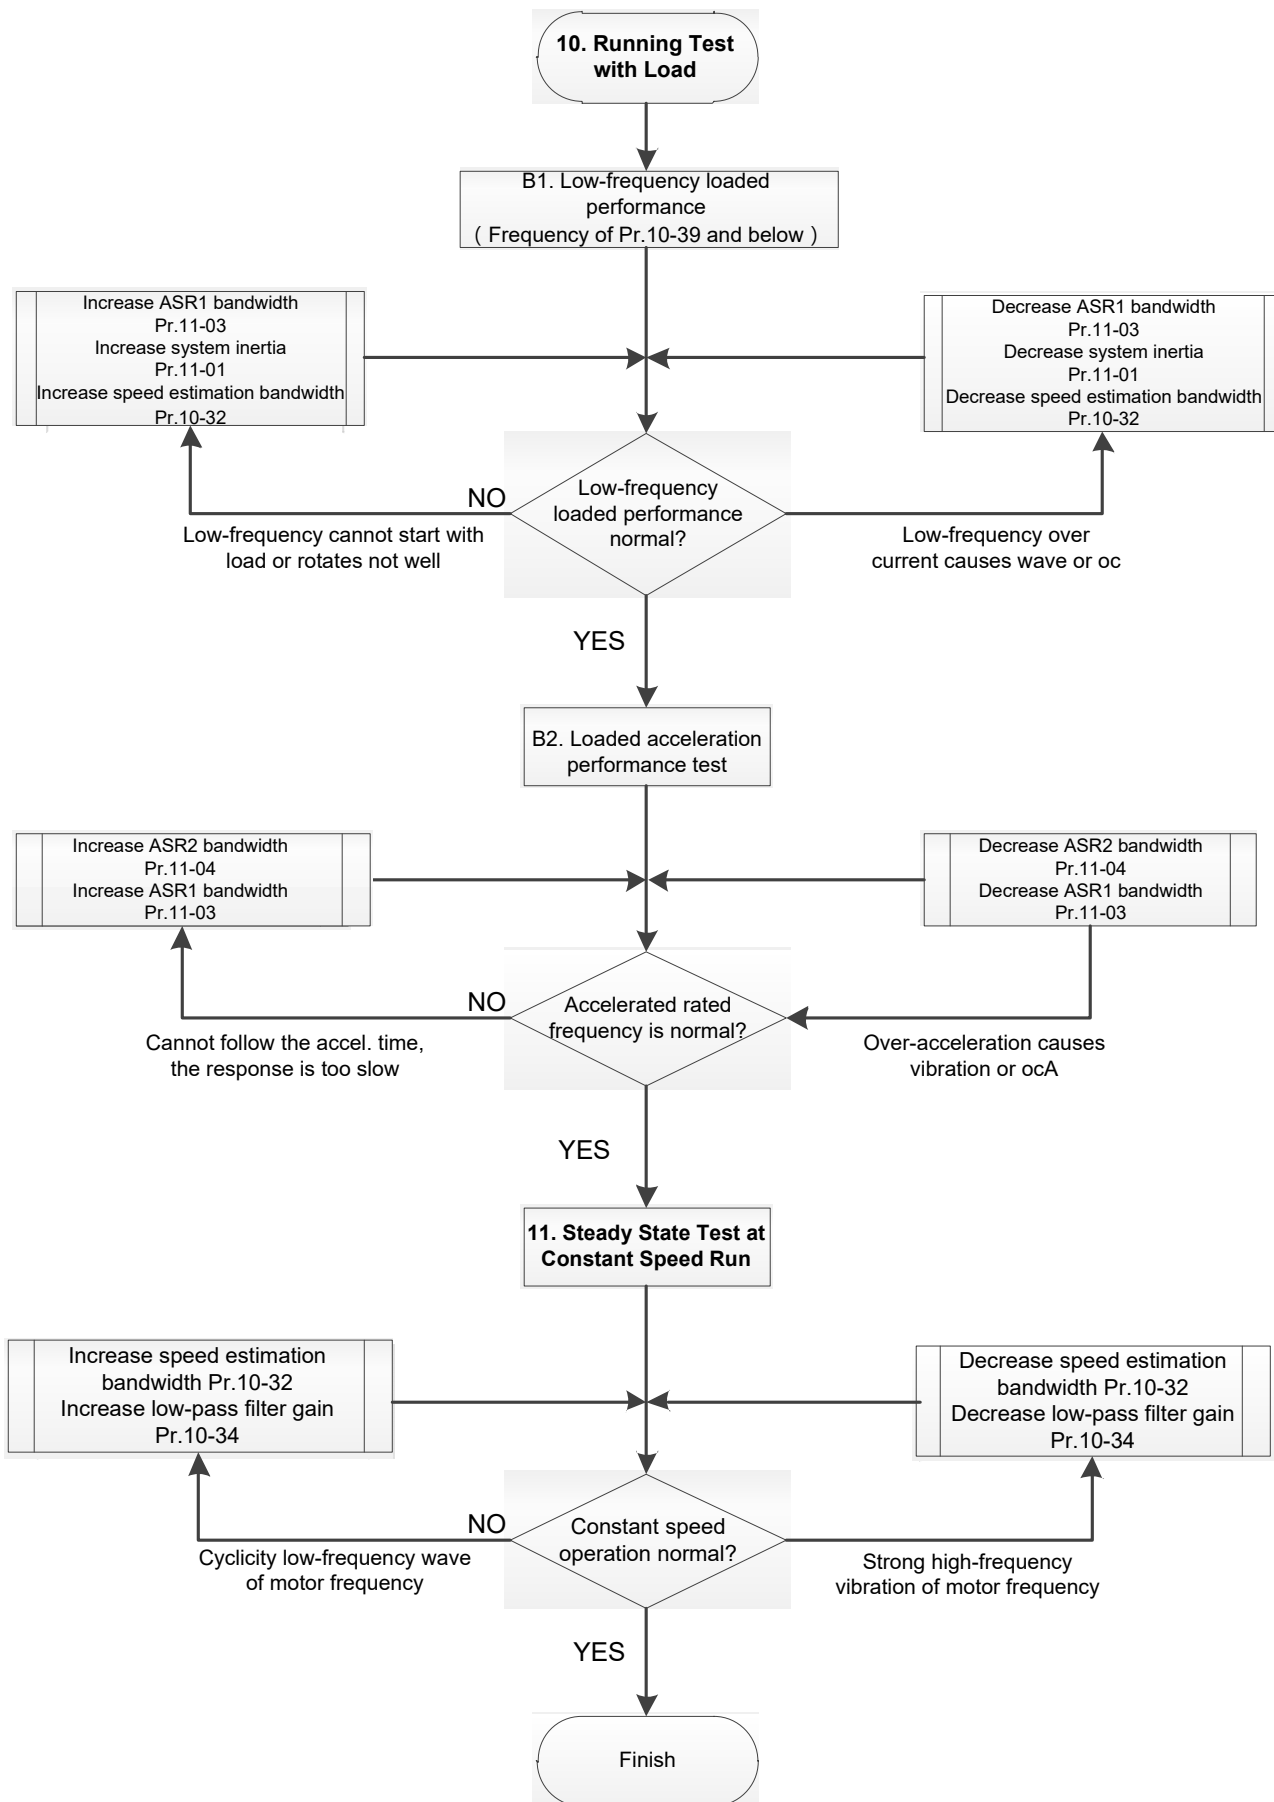 10. Running Test
with Load
B1. Low-frequency loaded
performance
( Frequency of Pr.10-39 and below )
Increase ASR1 bandwidth
Pr.11-03
Increase system inertia
Pr.11-01
Increase speed estimation bandwidth
Pr.10-32
Decrease ASR1 bandwidth
Pr.11-03
Decrease system inertia
Pr.11-01
Decrease speed estimation bandwidth
Pr.10-32
NO
Low-frequency cannot start with
load or rotates not well
Low-frequency
loaded performance
normal?
Low-frequency over
current causes wave or oc
YES
B2. Loaded acceleration
performance test
Increase ASR2 bandwidth
Pr.11-04
Increase ASR1 bandwidth
Pr.11-03
Decrease ASR2 bandwidth
Pr.11-04
Decrease ASR1 bandwidth
Pr.11-03
NO
Cannot follow the accel. time,
the response is too slow
Accelerated rated
frequency is normal?
Over-acceleration causes
vibration or ocA
YES
11. Steady State Test at
Constant Speed Run
Increase speed estimation
bandwidth Pr.10-32
Increase low-pass filter gain
Pr.10-34
Decrease speed estimation
bandwidth Pr.10-32
Decrease low-pass filter gain
Pr.10-34
NO
Cyclicity low-frequency wave
of motor frequency
Constant speed
operation normal?
Strong high-frequency
vibration of motor frequency
YES
Finish